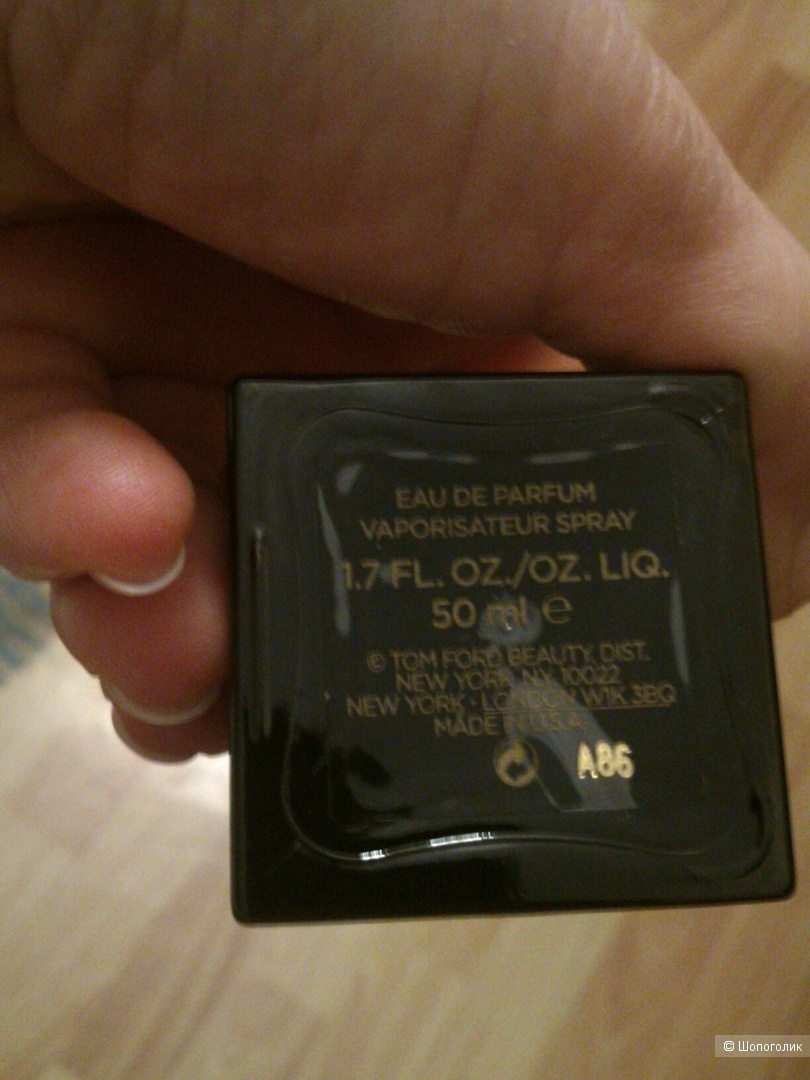 EAU DE PARFUM
VAPORISATEUR SPRAY
1.7 FL. OZ./OZ. LIQ.
50 ml e
© TOM FORD BEAUTY, DIST.
NEW YORK, N.Y. 10022
NEW YORK · LONDON W1K 3BQ
MADE IN U.S.A.
A86
© Шопоголик